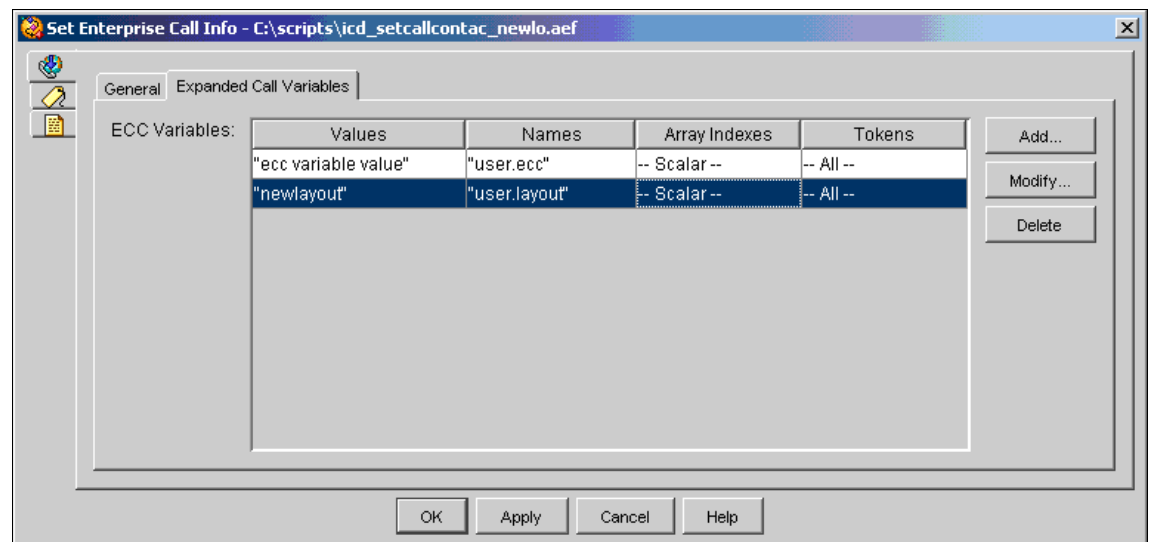 Set Enterprise Call Info - C:\scripts\icd_setcallcontac_newlo.aef
General Expanded Call Variables
ECC Variables: Values Names Array Indexes Tokens Add...
"ecc variable value" "user.ecc" -- Scalar -- -- All --
Modify...
"newlayout" "user.layout" -- Scalar -- -- All --
Delete
OK Apply Cancel Help